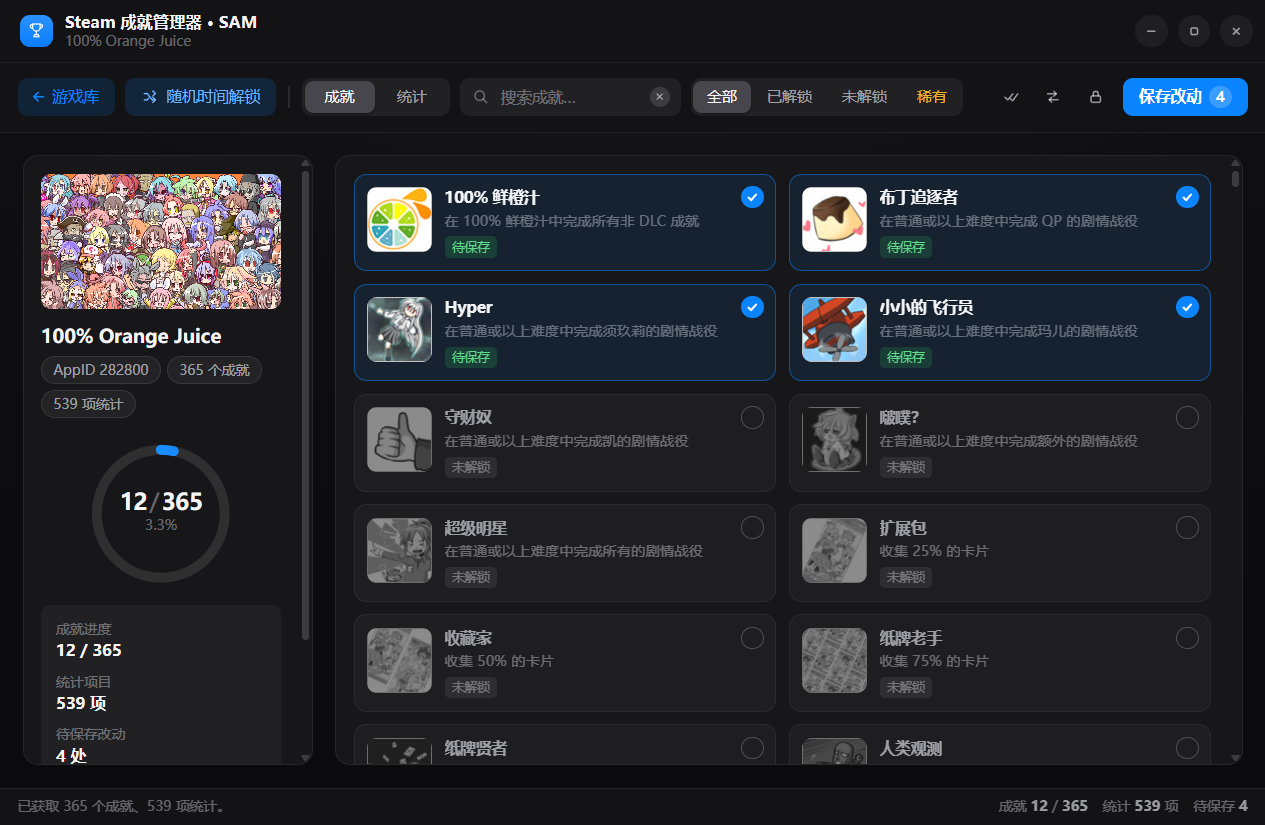 Steam 成就管理器 • SAM
100% Orange Juice
游戏库
随机时间解锁
成就
统计
搜索成就...
全部
已解锁
未解锁
稀有
保存改动 4
100% Orange Juice
AppID 282800
365 个成就
539 项统计
12/365
3.3%
成就进度
12 / 365
统计项目
539 项
待保存改动
4 处
100% 鲜橙汁
在 100% 鲜橙汁中完成所有非 DLC 成就
待保存
布丁追逐者
在普通或以上难度中完成 QP 的剧情战役
待保存
Hyper
在普通或以上难度中完成须玖莉的剧情战役
待保存
小小的飞行员
在普通或以上难度中完成玛儿的剧情战役
待保存
守财奴
在普通或以上难度中完成凯的剧情战役
未解锁
啵噗?
在普通或以上难度中完成额外的剧情战役
未解锁
超级明星
在普通或以上难度中完成所有的剧情战役
未解锁
扩展包
收集 25% 的卡片
未解锁
收藏家
收集 50% 的卡片
未解锁
纸牌老手
收集 75% 的卡片
未解锁
纸牌贤者
人类观测
已获取 365 个成就、539 项统计。
成就 12 / 365 统计 539 项 待保存 4